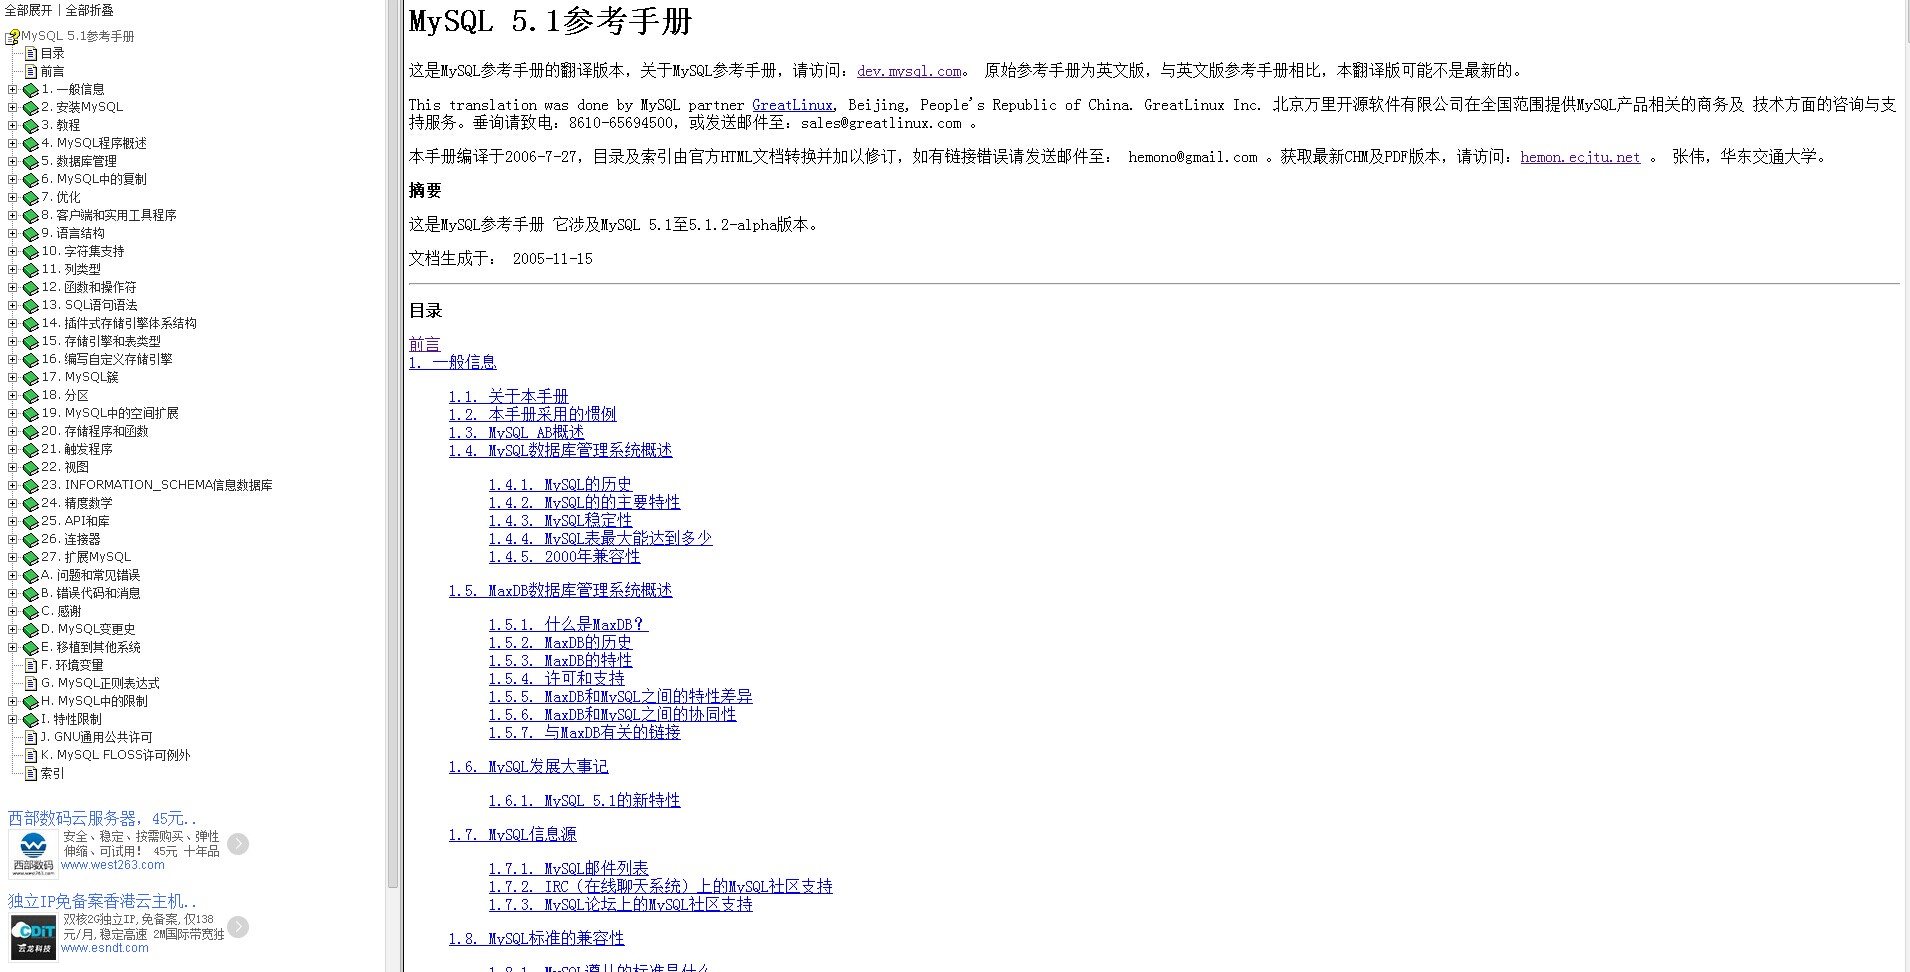 全部展开 | 全部折叠
MySQL 5.1参考手册
目录
前言
1. 一般信息
2. 安装MySQL
3. 教程
4. MySQL程序概述
5. 数据库管理
6. MySQL中的复制
7. 优化
8. 客户端和实用工具程序
9. 语言结构
10. 字符集支持
11. 列类型
12. 函数和操作符
13. SQL语句语法
14. 插件式存储引擎体系结构
15. 存储引擎和表类型
16. 编写自定义存储引擎
17. MySQL簇
18. 分区
19. MySQL中的空间扩展
20. 存储程序和函数
21. 触发程序
22. 视图
23. INFORMATION_SCHEMA信息数据库
24. 精度数学
25. API和库
26. 连接器
27. 扩展MySQL
A. 问题和常见错误
B. 错误代码和消息
C. 感谢
D. MySQL变更史
E. 移植到其他系统
F. 环境变量
G. MySQL正则表达式
H. MySQL中的限制
I. 特性限制
J. GNU通用公共许可
K. MySQL FLOSS许可例外
索引
西部数码云服务器，45元..
安全、稳定、按需购买、弹性
伸缩、可试用！ 45元 十年品
www.west263.com
西部数码
www.west263.com
独立IP免备案香港云主机..
双核2G独立IP,免备案,仅138
元/月,稳定高速 2M国际带宽独
www.esndt.com
CDiT
云龙科技
MySQL 5.1参考手册
这是MySQL参考手册的翻译版本，关于MySQL参考手册，请访问：dev.mysql.com。 原始参考手册为英文版，与英文版参考手册相比，本翻译版可能不是最新的。
This translation was done by MySQL partner GreatLinux, Beijing, People's Republic of China. GreatLinux Inc. 北京万里开源软件有限公司在全国范围提供MySQL产品相关的商务及 技术方面的咨询与支
持服务。垂询请致电：8610-65694500，或发送邮件至：sales@greatlinux.com 。
本手册编译于2006-7-27，目录及索引由官方HTML文档转换并加以修订，如有链接错误请发送邮件至： hemono@gmail.com 。获取最新CHM及PDF版本，请访问：hemon.ecjtu.net 。 张伟，华东交通大学。
摘要
这是MySQL参考手册 它涉及MySQL 5.1至5.1.2-alpha版本。
文档生成于： 2005-11-15
目录
前言
1. 一般信息
1.1. 关于本手册
1.2. 本手册采用的惯例
1.3. MySQL AB概述
1.4. MySQL数据库管理系统概述
1.4.1. MySQL的历史
1.4.2. MySQL的的主要特性
1.4.3. MySQL稳定性
1.4.4. MySQL表最大能达到多少
1.4.5. 2000年兼容性
1.5. MaxDB数据库管理系统概述
1.5.1. 什么是MaxDB？
1.5.2. MaxDB的历史
1.5.3. MaxDB的特性
1.5.4. 许可和支持
1.5.5. MaxDB和MySQL之间的特性差异
1.5.6. MaxDB和MySQL之间的协同性
1.5.7. 与MaxDB有关的链接
1.6. MySQL发展大事记
1.6.1. MySQL 5.1的新特性
1.7. MySQL信息源
1.7.1. MySQL邮件列表
1.7.2. IRC（在线聊天系统）上的MySQL社区支持
1.7.3. MySQL论坛上的MySQL社区支持
1.8. MySQL标准的兼容性
1.8.1. MySQL遵从的标准是什么